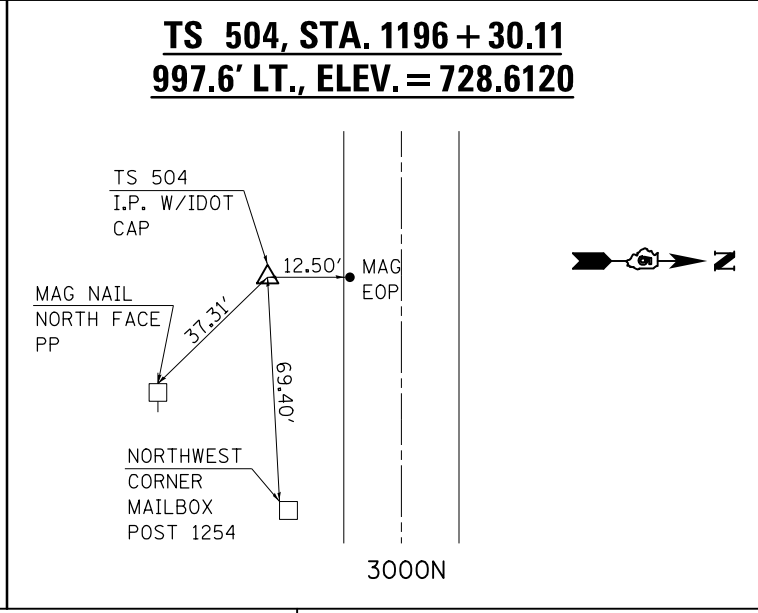 TS 504, STA. 1196 + 30.11
997.6' LT., ELEV. = 728.6120
TS 504
I.P. W/IDOT
CAP
12.50'
MAG
EOP
N
MAG NAIL
NORTH FACE
PP
37.31'
69.40'
NORTHWEST
CORNER
MAILBOX
POST 1254
3000N